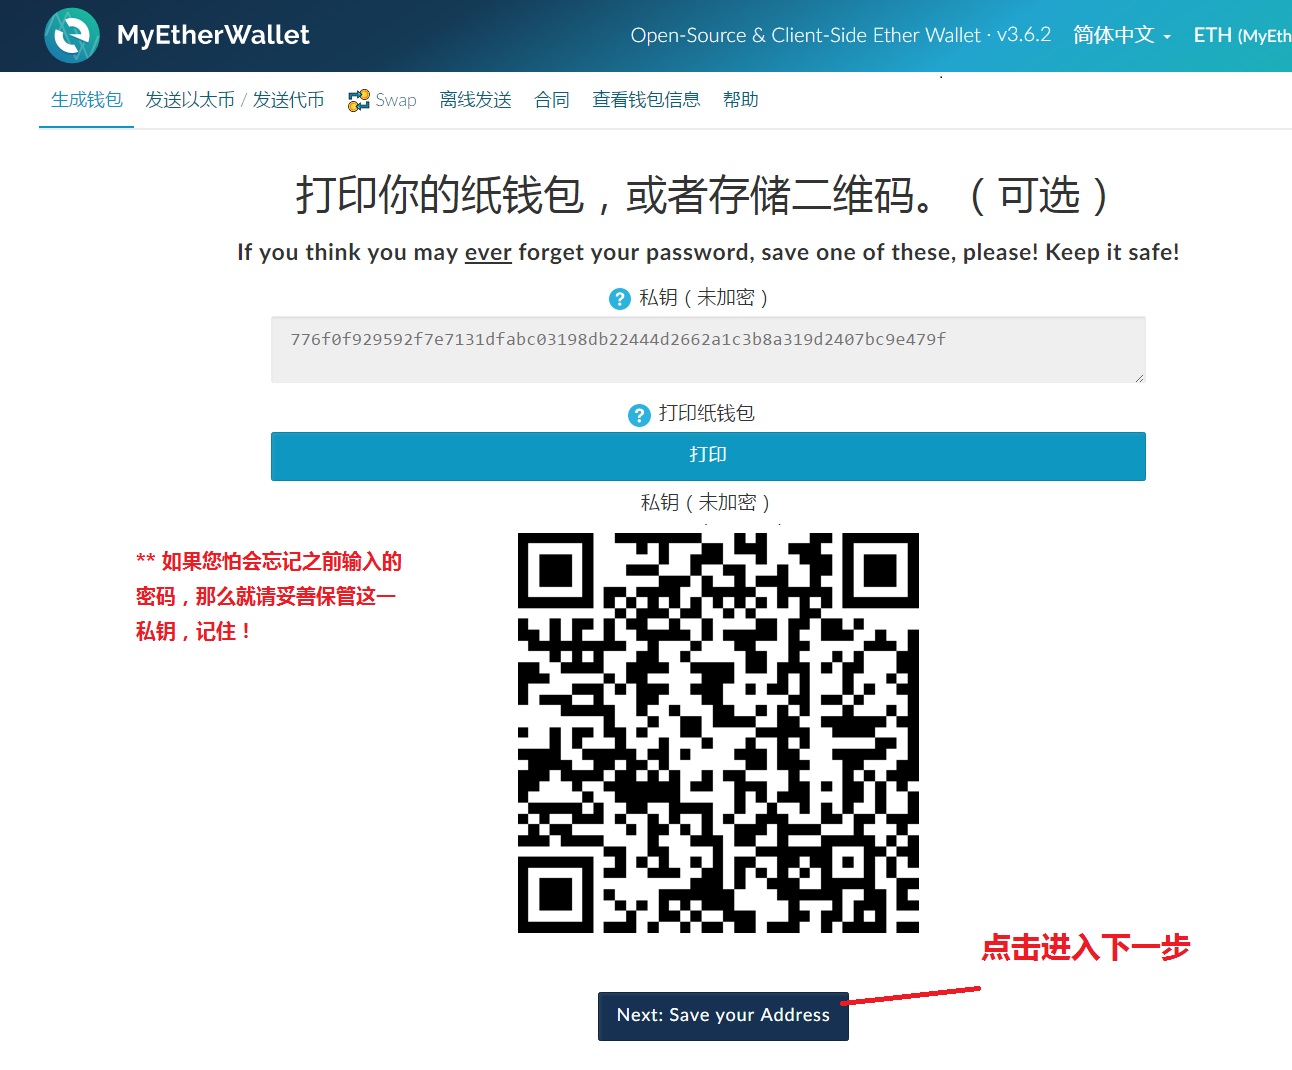 MyEtherWallet
Open-Source & Client-Side Ether Wallet · v3.6.2 简体中文 ETH (MyEth
生成钱包 发送以太币 / 发送代币 Swap 离线发送 合同 查看钱包信息 帮助
打印你的纸钱包，或者存储二维码。（可选）
If you think you may ever forget your password, save one of these, please! Keep it safe!
? 私钥（未加密）
776f0f929592f7e7131dfabc03198db22444d2662a1c3b8a319d2407bc9e479f
? 打印纸钱包
打印
私钥（未加密）
** 如果您怕会忘记之前输入的
密码，那么就请妥善保管这一
私钥，记住！
点击进入下一步
Next: Save your Address